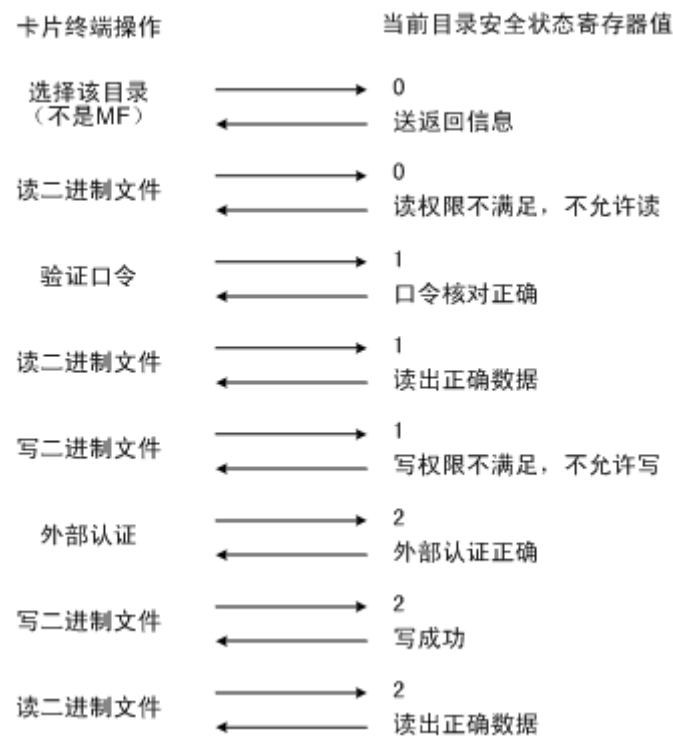 卡片终端操作
当前目录安全状态寄存器值
选择该目录
（不是MF）
0
送返回信息
读二进制文件
0
读权限不满足，不允许读
验证口令
1
口令核对正确
读二进制文件
1
读出正确数据
写二进制文件
1
写权限不满足，不允许写
外部认证
2
外部认证正确
写二进制文件
2
写成功
读二进制文件
2
读出正确数据